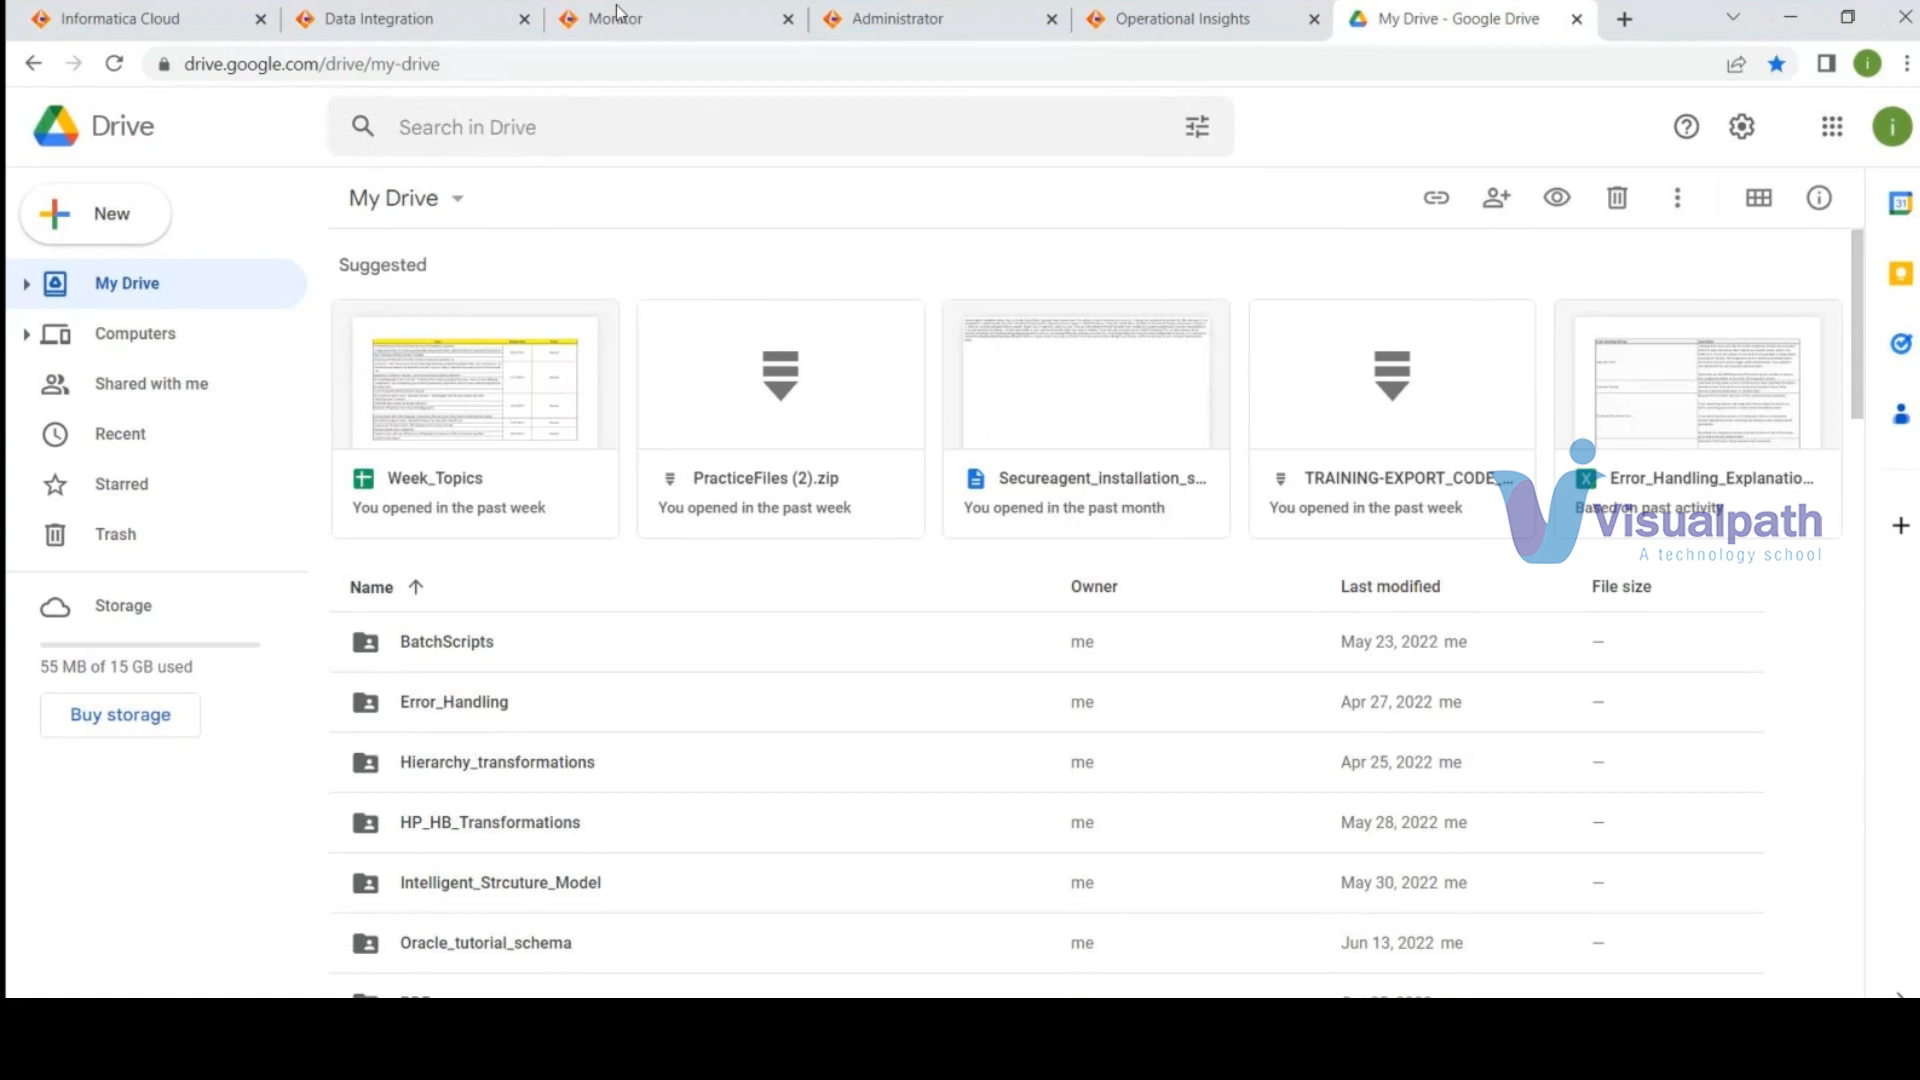 Informatica Cloud
Data Integration
Monitor
Administrator
Operational Insights
My Drive - Google Drive
drive.google.com/drive/my-drive
i
Drive
Search in Drive
i
New
My Drive
31
My Drive
Computers
Shared with me
Recent
Starred
Trash
Storage
55 MB of 15 GB used
Buy storage
Suggested
Week_Topics
You opened in the past week
PracticeFiles (2).zip
You opened in the past week
Secureagent_installation_s...
You opened in the past month
TRAINING-EXPORT_CODE_...
You opened in the past week
Error_Handling_Explanatio...
Based on past activity
Visualpath
A technology school
Name Owner Last modified File size
BatchScripts me May 23, 2022 me —
Error_Handling me Apr 27, 2022 me —
Hierarchy_transformations me Apr 25, 2022 me —
HP_HB_Transformations me May 28, 2022 me —
Intelligent_Strcuture_Model me May 30, 2022 me —
Oracle_tutorial_schema me Jun 13, 2022 me —